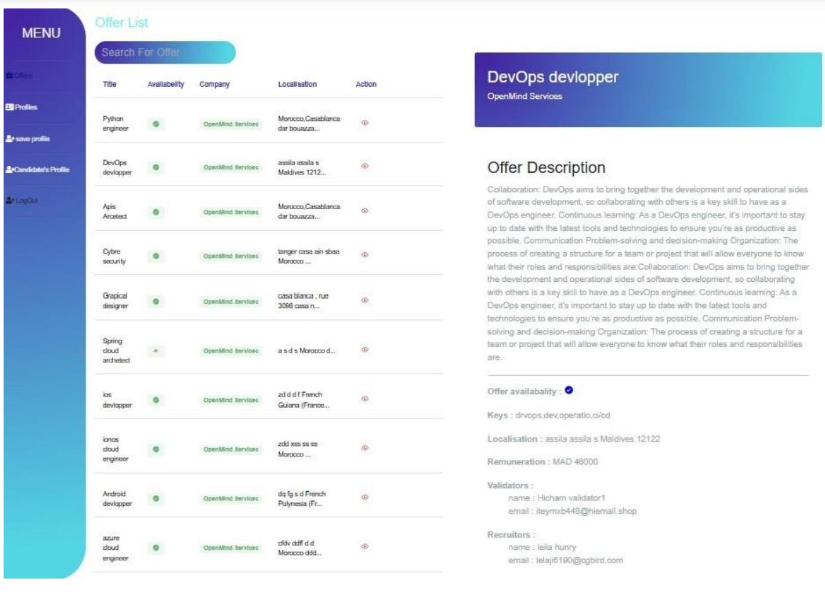 MENU
Offers
Profiles
save profile
Candidate's Profile
LogOut
Offer List
Search For Offer
Title Availability Company Localisation Action
Python
engineer
OpenMind Services
Morocco,Casablanca
dar bouazza...
DevOps
devlopper
OpenMind Services
assila assila s
Maldives 1212...
Apis
Arcetect
OpenMind Services
Morocco,Casablanca
dar bouazza...
Cybre
security
OpenMind Services
tanger casa ain sbaa
Morocco ...
Grapical
designer
OpenMind Services
casa blanca , rue
3098 casa n...
Spring
cloud
archetect
OpenMind Services
a s d s Morocco d...
ios
devlopper
OpenMind Services
zd d d f French
Guiana (France...
ionos
cloud
engineer
OpenMind Services
zdd xss ss ss
Morocco ...
Android
devlopper
OpenMind Services
dq fg s d French
Polynesia (Fr...
azure
cloud
engineer
OpenMind Services
cfdv ddff d d
Morocco ddd...
DevOps devlopper
OpenMind Services
Offer Description
Collaboration: DevOps aims to bring together the development and operational sides
of software development, so collaborating with others is a key skill to have as a
DevOps engineer. Continuous learning: As a DevOps engineer, it's important to stay
up to date with the latest tools and technologies to ensure you're as productive as
possible. Communication Problem-solving and decision-making Organization: The
process of creating a structure for a team or project that will allow everyone to know
what their roles and responsibilities are.Collaboration: DevOps aims to bring together
the development and operational sides of software development, so collaborating
with others is a key skill to have as a DevOps engineer. Continuous learning: As a
DevOps engineer, it's important to stay up to date with the latest tools and
technologies to ensure you're as productive as possible. Communication Problem-
solving and decision-making Organization: The process of creating a structure for a
team or project that will allow everyone to know what their roles and responsibilities
are.
Offer availabality :
Keys : drvops,dev,operatio,ci/cd
Localisation : assila assila s Maldives 12122
Remuneration : MAD 46000
Validators :
name : Hicham validator1
email : iteymxb448@hiemail.shop
Recruitors :
name : leila hunry
email : lelaji6190@ogbird.com